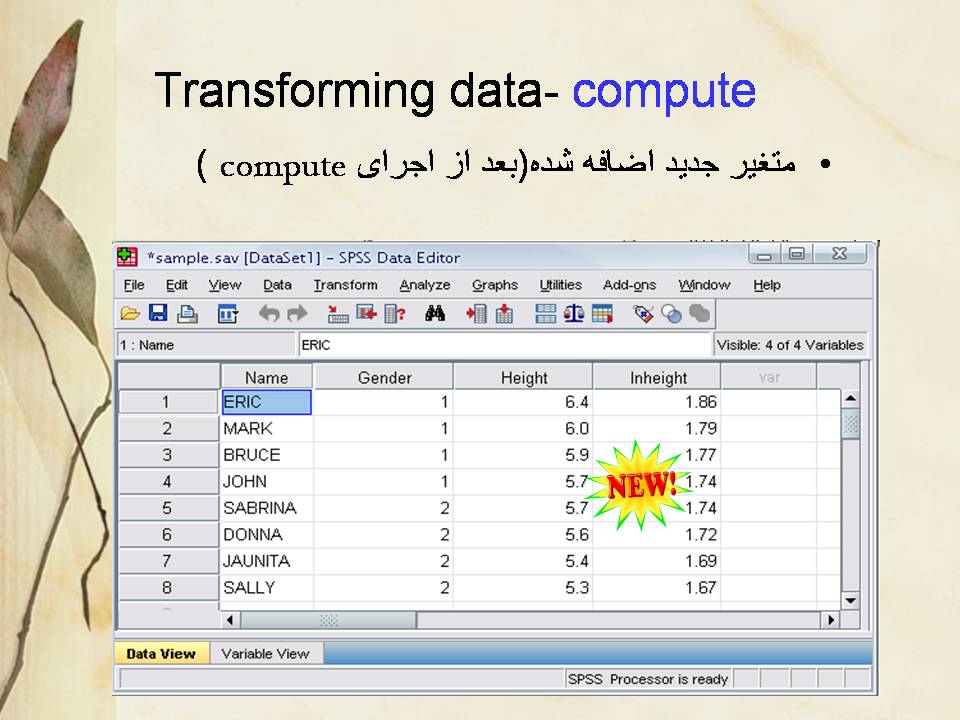 Transforming data- compute
• متغیر جدید اضافه شده(بعد از اجرای compute )
*sample.sav [DataSet1] - SPSS Data Editor
File Edit View Data Transform Analyze Graphs Utilities Add-ons Window Help
1 : Name ERIC Visible: 4 of 4 Variables
Name Gender Height Inheight var
1 ERIC 1 6.4 1.86
2 MARK 1 6.0 1.79
3 BRUCE 1 5.9 1.77
4 JOHN 1 5.7 1.74
NEW!
5 SABRINA 2 5.7 1.74
6 DONNA 2 5.6 1.72
7 JAUNITA 2 5.4 1.69
8 SALLY 2 5.3 1.67
Data View Variable View
SPSS Processor is ready